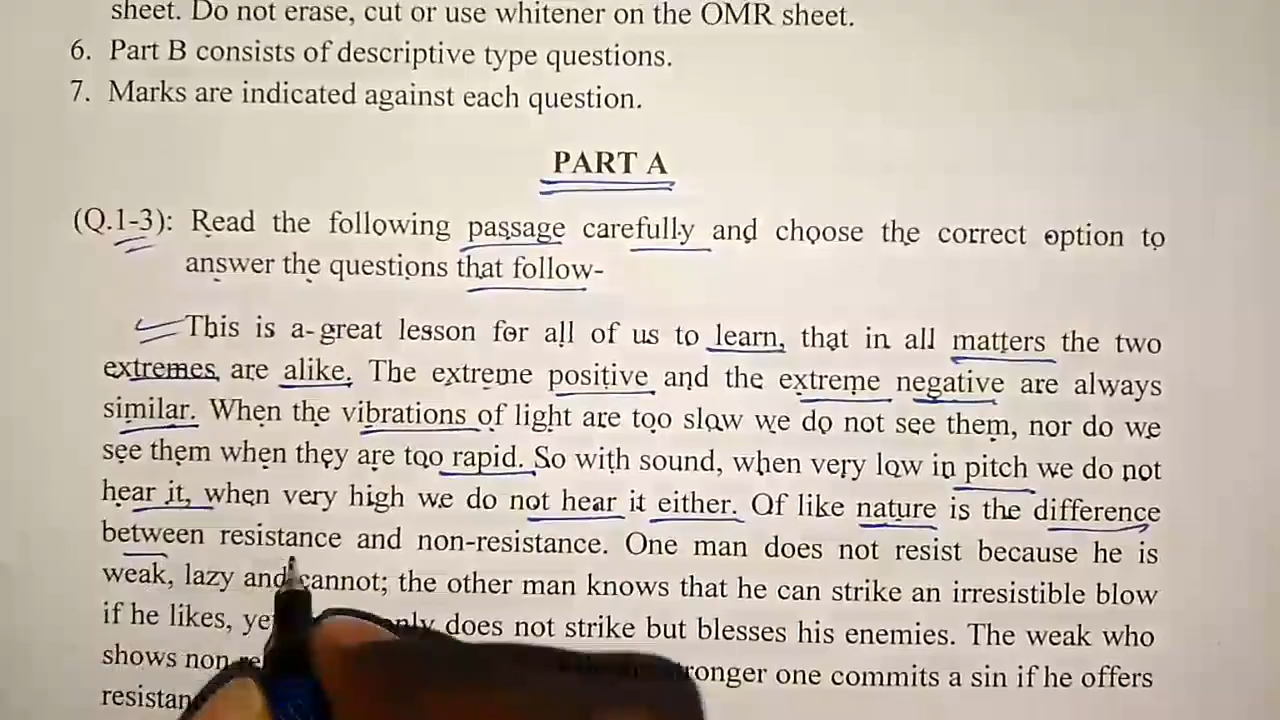 sheet. Do not erase, cut or use whitener on the OMR sheet.
6. Part B consists of descriptive type questions.
7. Marks are indicated against each question.
PART A
(Q.1-3): Read the following passage carefully and choose the correct option to
answer the questions that follow-
This is a great lesson for all of us to learn, that in all matters the two
extremes are alike. The extreme positive and the extreme negative are always
similar. When the vibrations of light are too slow we do not see them, nor do we
see them when they are too rapid. So with sound, when very low in pitch we do not
hear it, when very high we do not hear it either. Of like nature is the difference
between resistance and non-resistance. One man does not resist because he is
weak, lazy and cannot; the other man knows that he can strike an irresistible blow
if he likes, does not strike but blesses his enemies. The weak who
shows one commits a sin if he offers